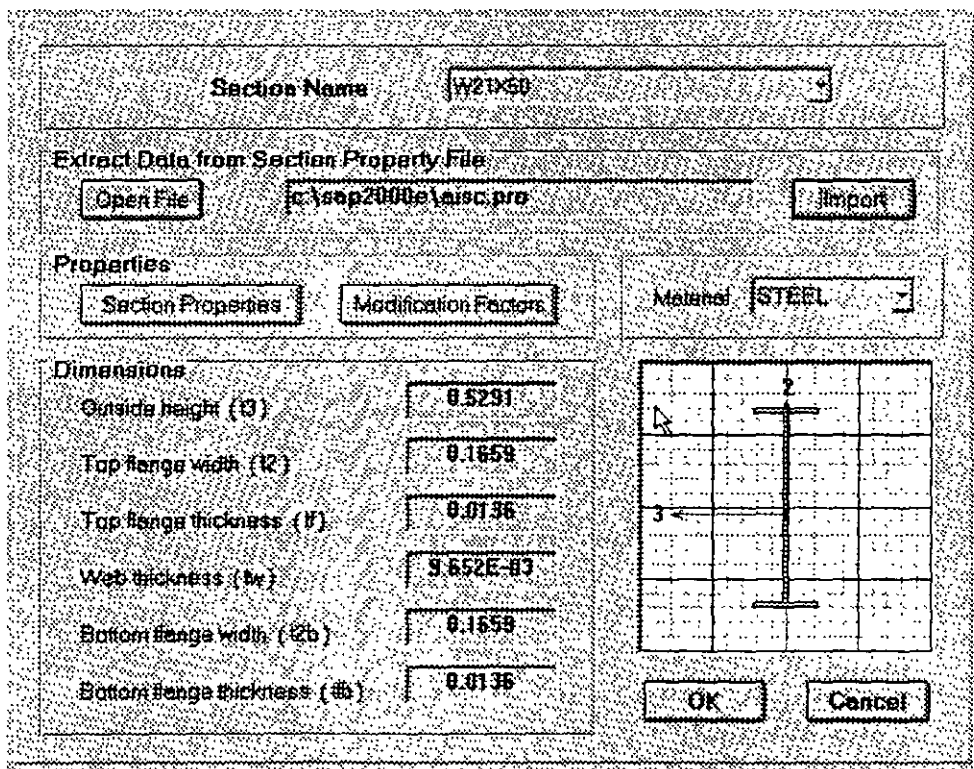 Section Name W21X50
Extract Data from Section Property File
Open File c:\sap2000e\aisc.pro Import
Properties
Section Properties Modification Factors Material STEEL
Dimensions
Outside height (t3) 0.5291
Top flange width (t2) 0.1659
Top flange thickness (tf) 0.0136
Web thickness (tw) 9.652E-03
Bottom flange width (t2b) 0.1659
Bottom flange thickness (tfb) 0.0136
2
3
OK Cancel